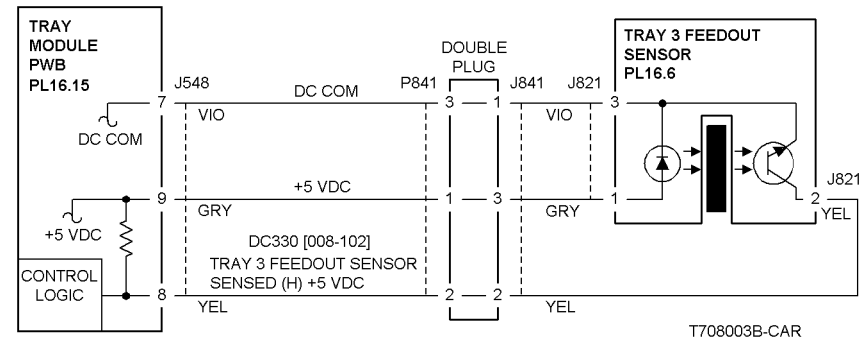 TRAY
MODULE
PWB
PL16.15
J548
DC COM
P841
DOUBLE
PLUG
J841
J821
TRAY 3 FEEDOUT
SENSOR
PL16.6
7
3
1
3
VIO
VIO
DC COM
9
+5 VDC
1
3
1
2
J821
GRY
GRY
YEL
+5 VDC
DC330 [008-102]
TRAY 3 FEEDOUT SENSOR
SENSED (H) +5 VDC
CONTROL
LOGIC
8
2
2
YEL
YEL
T708003B-CAR